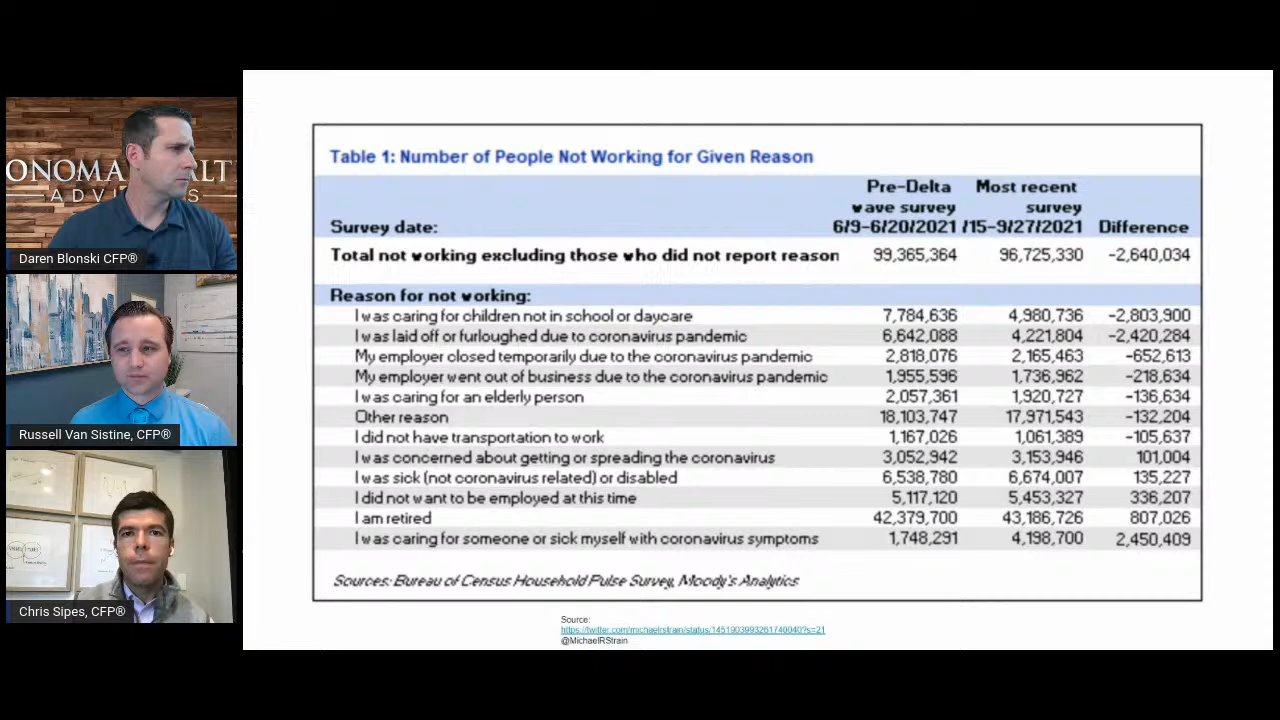 ONOMA
ALT
ADVI
S
Daren Blonski CFP®
Russell Van Sistine, CFP®
Chris Sipes, CFP®
Table 1: Number of People Not Working for Given Reason
Pre-Delta Most recent
wave survey survey
Survey date: 6/9-6/20/2021 /15-9/27/2021 Difference
Total not working excluding those who did not report reason 99,365,364 96,725,330 -2,640,034
Reason for not working:
I was caring for children not in school or daycare 7,784,636 4,980,736 -2,803,900
I was laid off or furloughed due to coronavirus pandemic 6,642,088 4,221,804 -2,420,284
My employer closed temporarily due to the coronavirus pandemic 2,818,076 2,165,463 -652,613
My employer went out of business due to the coronavirus pandemic 1,955,596 1,736,962 -218,634
I was caring for an elderly person 2,057,361 1,920,727 -136,634
Other reason 18,103,747 17,971,543 -132,204
I did not have transportation to work 1,167,026 1,061,389 -105,637
I was concerned about getting or spreading the coronavirus 3,052,942 3,153,946 101,004
I was sick (not coronavirus related) or disabled 6,538,780 6,674,007 135,227
I did not want to be employed at this time 5,117,120 5,453,327 336,207
I am retired 42,379,700 43,186,726 807,026
I was caring for someone or sick myself with coronavirus symptoms 1,748,291 4,198,700 2,450,409
Sources: Bureau of Census Household Pulse Survey, Moody's Analytics
Source:
https://twitter.com/michaelrstrain/status/1451903993261740040?s=21
@MichaelRStrain